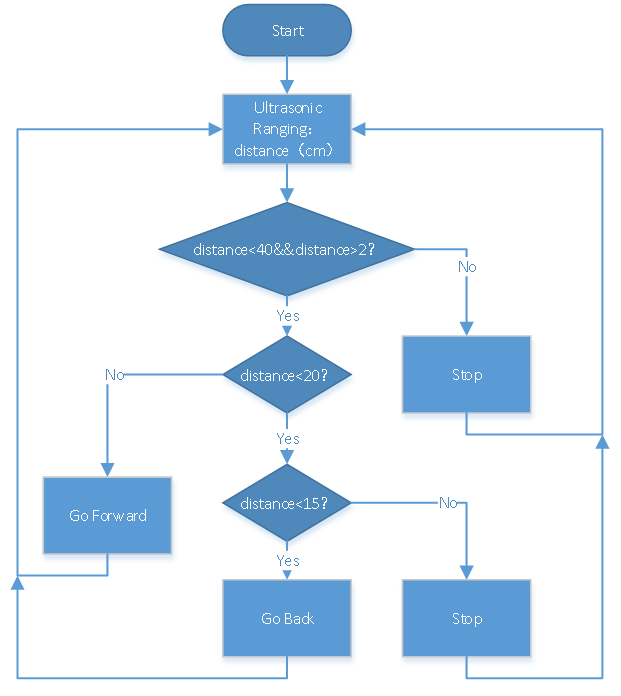 Start
Ultrasonic
Ranging：
distance（cm）
distance<40&&distance>2？
No
Yes
distance<20？
Stop
No
Yes
distance<15？
No
Go Forward
Yes
Go Back
Stop